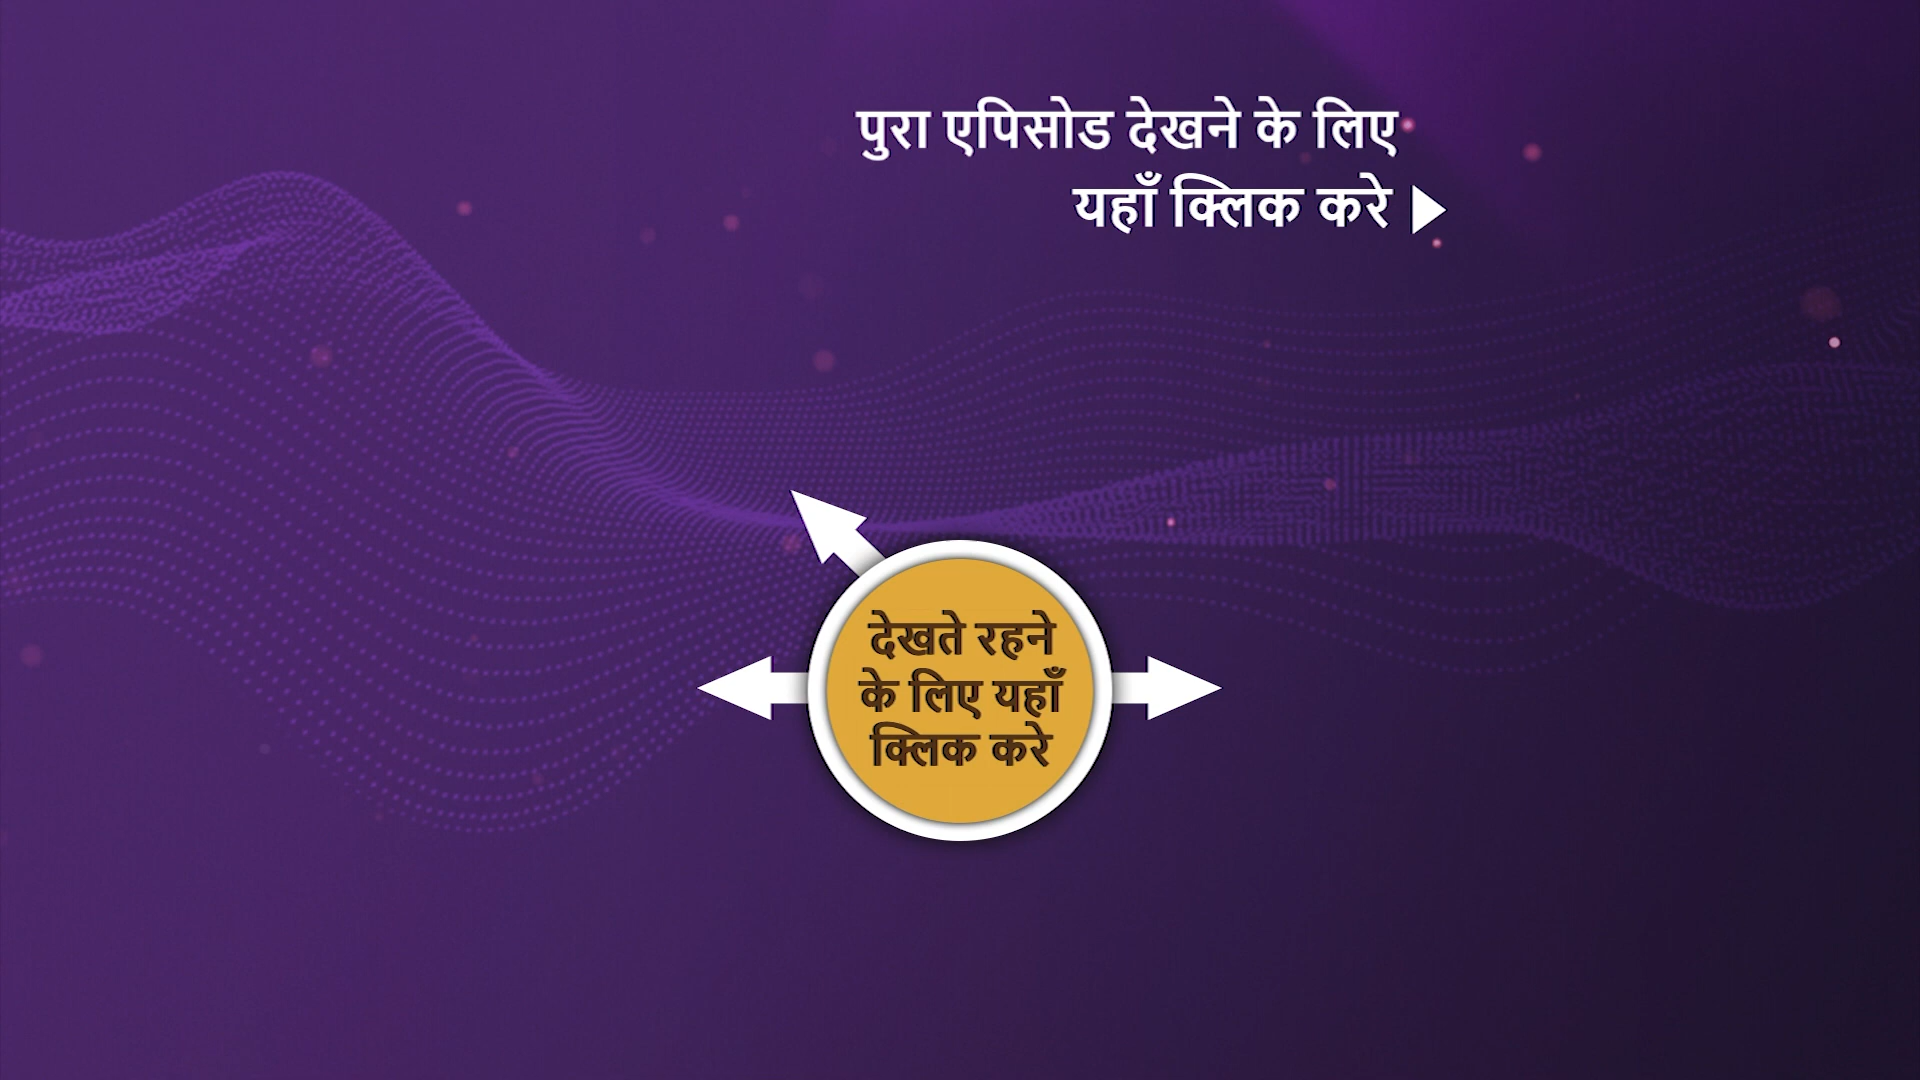 पुरा एपिसोड देखने के लिए
यहाँ क्लिक करे
देखते रहने
के लिए यहाँ
क्लिक करे